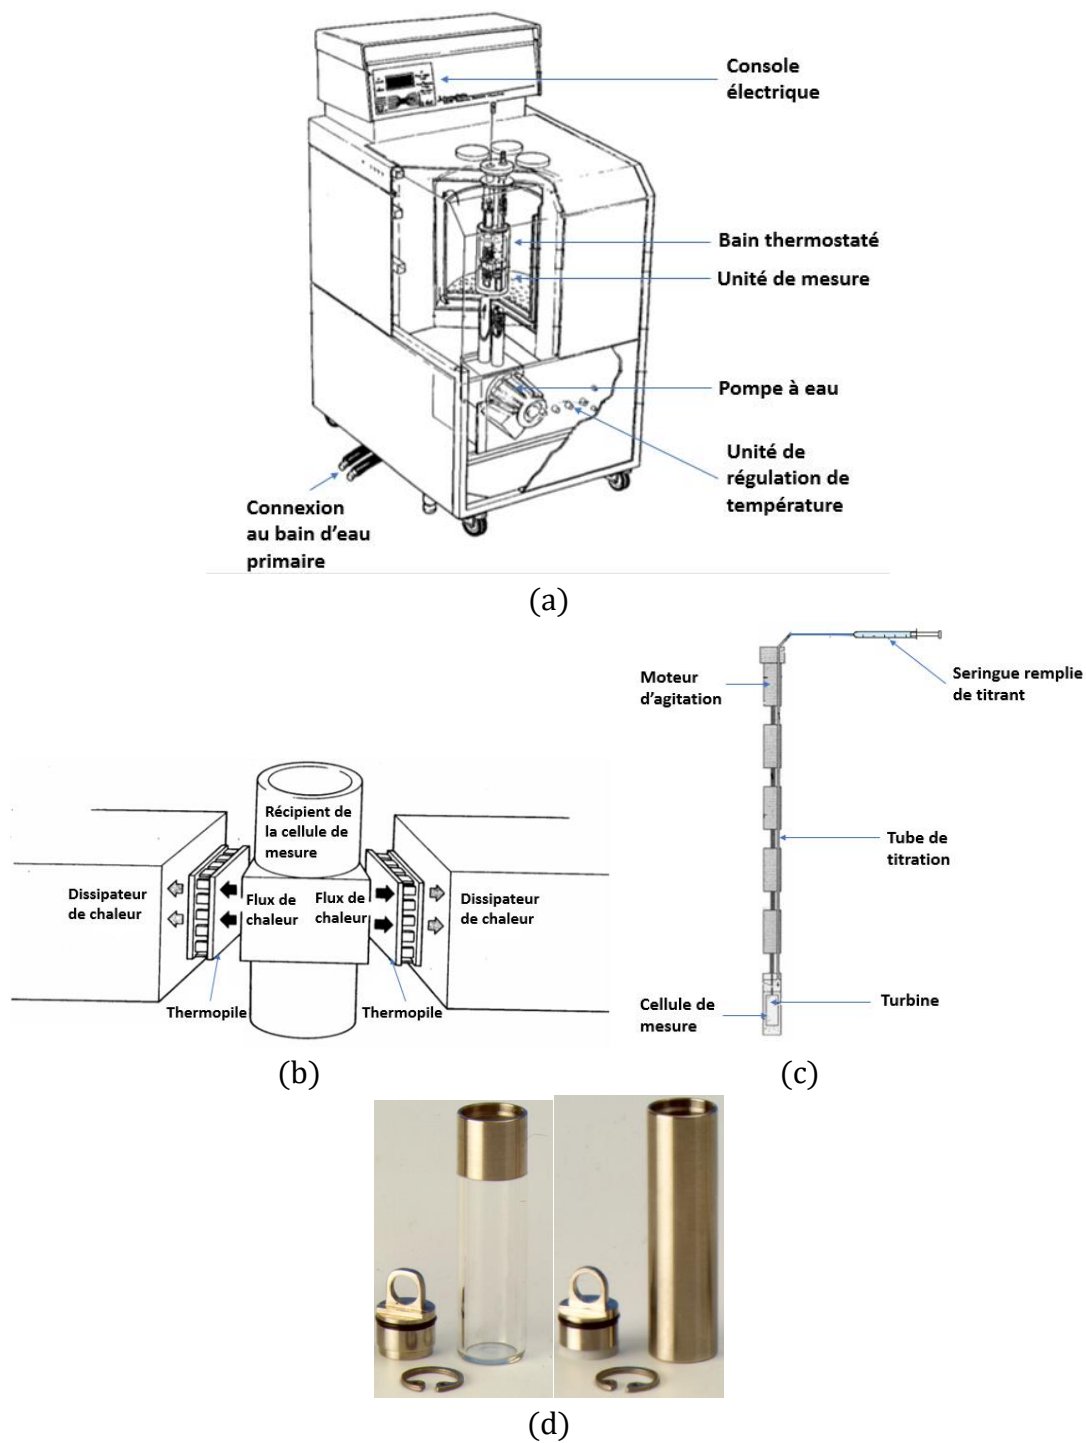 Console
électrique
Bain thermostaté
Unité de mesure
Pompe à eau
Unité de
régulation de
température
Connexion
au bain d'eau
primaire
(a)
Récipient de
la cellule de
mesure
Dissipateur
de chaleur
Flux de
chaleur
Flux de
chaleur
Dissipateur
de chaleur
Thermopile
Thermopile
(b)
Moteur
d'agitation
Seringue remplie
de titrant
Tube de
titration
Cellule de
mesure
Turbine
(c)
(d)